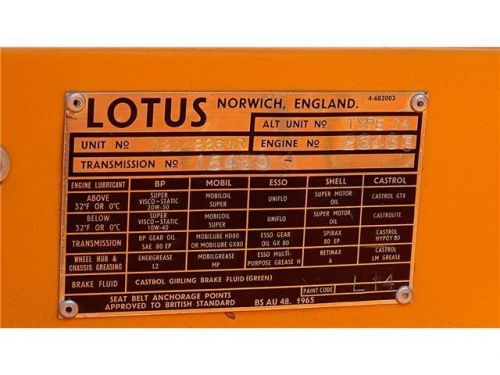 4-682003
LOTUS NORWICH, ENGLAND.
ALT UNIT Nº TYPE 74
UNIT Nº ENGINE Nº
TRANSMISSION Nº
ENGINE LUBRICANT BP MOBIL ESSO SHELL CASTROL
ABOVE 32°F OR 0°C SUPER VISCO-STATIC 20W-50 MOBILOIL SUPER UNIFLO SUPER MOTOR OIL CASTROL GTX
BELOW 32°F OR 0°C SUPER VISCO-STATIC 10W-40 MOBILOIL SUPER UNIFLO SUPER MOTOR OIL CASTROLITE
TRANSMISSION BP GEAR OIL SAE 80 EP MOBILUBE HD80 OR MOBILUBE GX80 ESSO GEAR OIL GX 80 SPIRAX 80 EP CASTROL HYPOY 80
WHEEL HUB & CHASSIS GREASING ENERGREASE L2 MOBILGREASE MP ESSO MULTI-PURPOSE GREASE H RETINAX A CASTROL LM GREASE
BRAKE FLUID CASTROL GIRLING BRAKE FLUID (GREEN)
SEAT BELT ANCHORAGE POINTS PAINT CODE L14
APPROVED TO BRITISH STANDARD BS AU 48. 1965